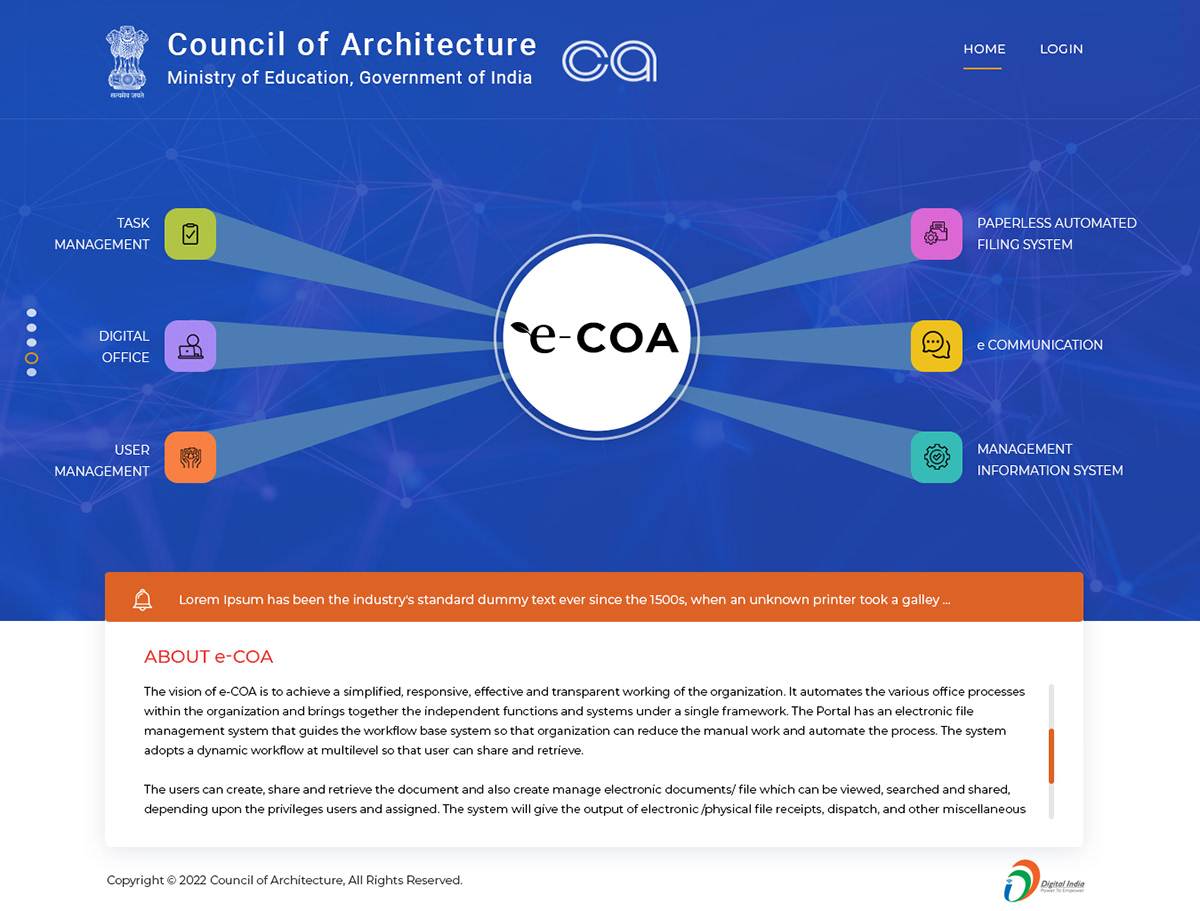 Council of Architecture
Ministry of Education, Government of India
सत्यमेव जयते
ca
HOME
LOGIN
TASK
MANAGEMENT
DIGITAL
OFFICE
USER
MANAGEMENT
e-COA
PAPERLESS AUTOMATED
FILING SYSTEM
e COMMUNICATION
MANAGEMENT
INFORMATION SYSTEM
Lorem Ipsum has been the industry's standard dummy text ever since the 1500s, when an unknown printer took a galley ...
ABOUT e-COA
The vision of e-COA is to achieve a simplified, responsive, effective and transparent working of the organization. It automates the various office processes
within the organization and brings together the independent functions and systems under a single framework. The Portal has an electronic file
management system that guides the workflow base system so that organization can reduce the manual work and automate the process. The system
adopts a dynamic workflow at multilevel so that user can share and retrieve.
The users can create, share and retrieve the document and also create manage electronic documents/ file which can be viewed, searched and shared,
depending upon the privileges users and assigned. The system will give the output of electronic /physical file receipts, dispatch, and other miscellaneous
Copyright © 2022 Council of Architecture, All Rights Reserved.
Digital India
Power To Empower